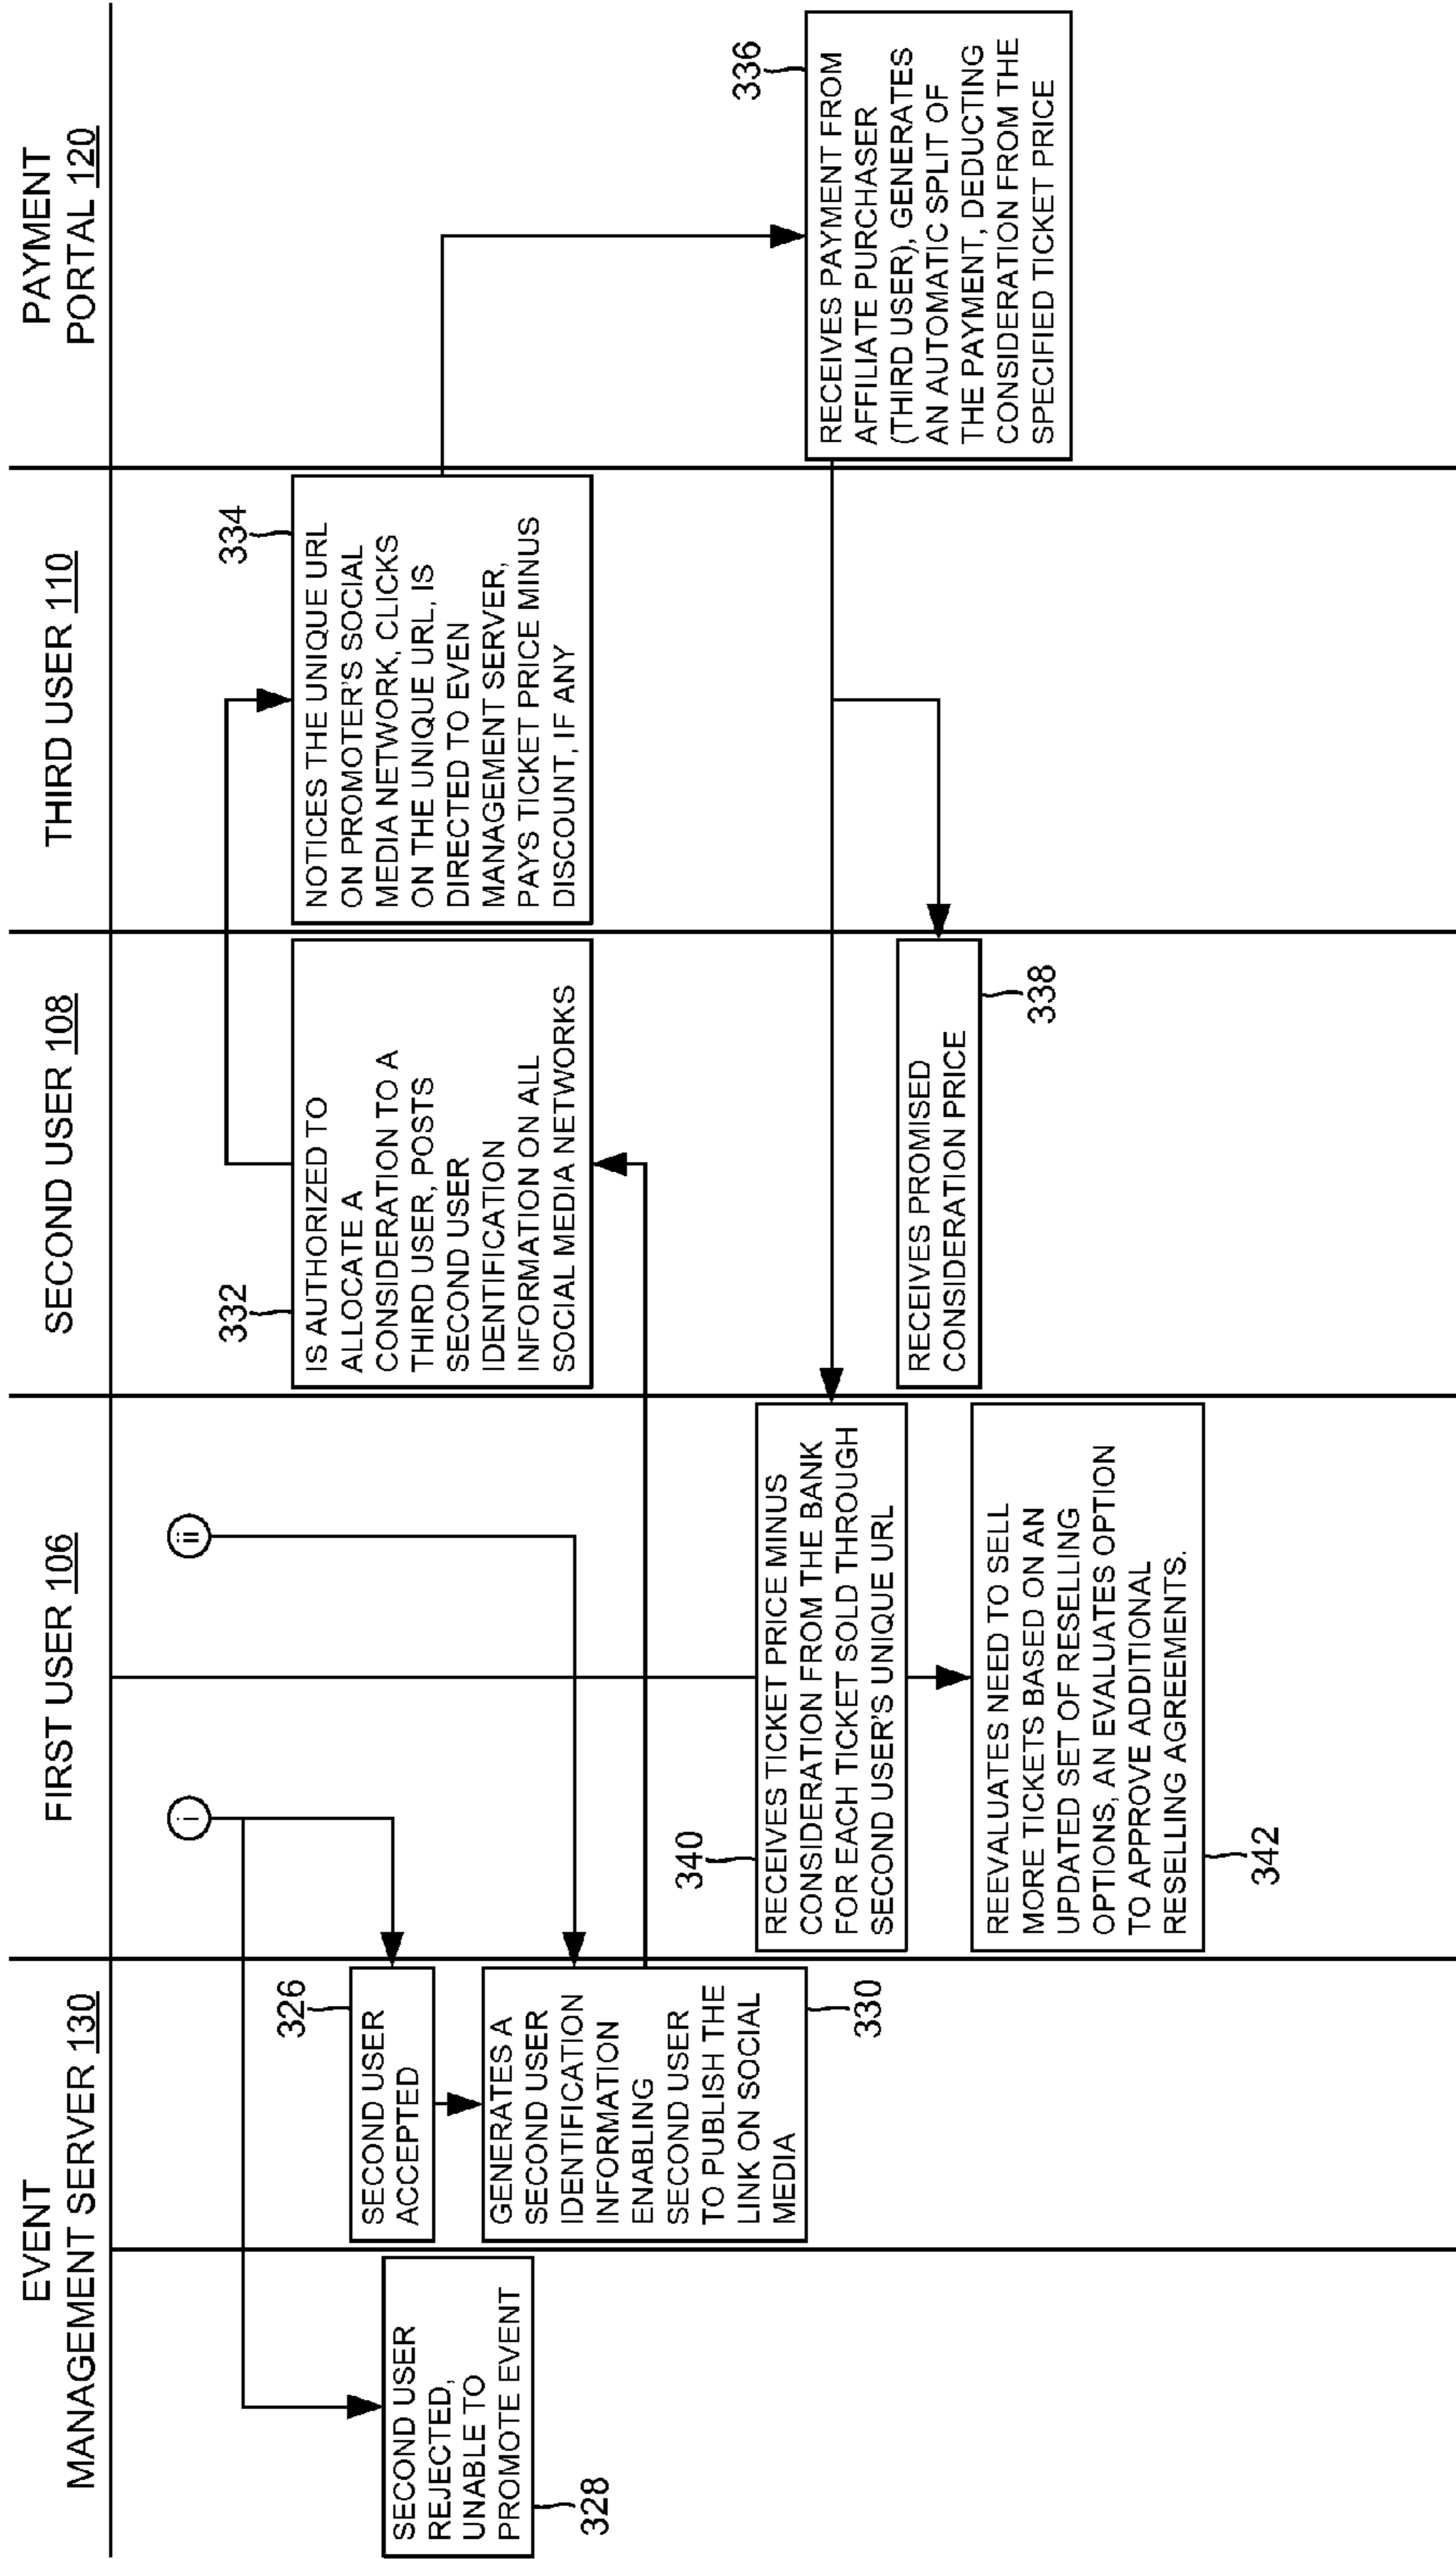 EVENT
MANAGEMENT SERVER 130
FIRST USER 106
SECOND USER 108
THIRD USER 110
PAYMENT
PORTAL 120
i
ii
SECOND USER
REJECTED,
UNABLE TO
PROMOTE EVENT
328
326
SECOND USER
ACCEPTED
GENERATES A
SECOND USER
IDENTIFICATION
INFORMATION
ENABLING
SECOND USER
TO PUBLISH THE
LINK ON SOCIAL
MEDIA
330
332
IS AUTHORIZED TO
ALLOCATE A
CONSIDERATION TO A
THIRD USER, POSTS
SECOND USER
IDENTIFICATION
INFORMATION ON ALL
SOCIAL MEDIA NETWORKS
334
NOTICES THE UNIQUE URL
ON PROMOTER'S SOCIAL
MEDIA NETWORK, CLICKS
ON THE UNIQUE URL, IS
DIRECTED TO EVEN
MANAGEMENT SERVER,
PAYS TICKET PRICE MINUS
DISCOUNT, IF ANY
336
RECEIVES PAYMENT FROM
AFFILIATE PURCHASER
(THIRD USER), GENERATES
AN AUTOMATIC SPLIT OF
THE PAYMENT, DEDUCTING
CONSIDERATION FROM THE
SPECIFIED TICKET PRICE
RECEIVES PROMISED
CONSIDERATION PRICE
338
340
RECEIVES TICKET PRICE MINUS
CONSIDERATION FROM THE BANK
FOR EACH TICKET SOLD THROUGH
SECOND USER'S UNIQUE URL
REEVALUATES NEED TO SELL
MORE TICKETS BASED ON AN
UPDATED SET OF RESELLING
OPTIONS, AN EVALUATES OPTION
TO APPROVE ADDITIONAL
RESELLING AGREEMENTS.
342